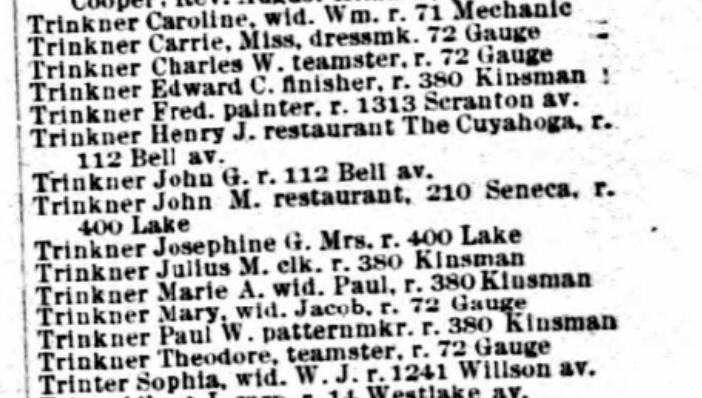 Cooper, Rev. August
Trinkner Caroline, wid. Wm. r. 71 Mechanic
Trinkner Carrie, Miss, dressmk. 72 Gauge
Trinkner Charles W. teamster, r. 72 Gauge
Trinkner Edward C. finisher, r. 380 Kinsman
Trinkner Fred. painter, r. 1313 Scranton av.
Trinkner Henry J. restaurant The Cuyahoga, r.
112 Bell av.
Trinkner John G. r. 112 Bell av.
Trinkner John M. restaurant, 210 Seneca, r.
400 Lake
Trinkner Josephine G. Mrs. r. 400 Lake
Trinkner Julius M. clk. r. 380 Kinsman
Trinkner Marie A. wid. Paul, r. 380 Kinsman
Trinkner Mary, wid. Jacob, r. 72 Gauge
Trinkner Paul W. patternmkr. r. 380 Kinsman
Trinkner Theodore, teamster, r. 72 Gauge
Trinter Sophia, wid. W. J. r. 1241 Willson av.
r. 14 Westlake av.